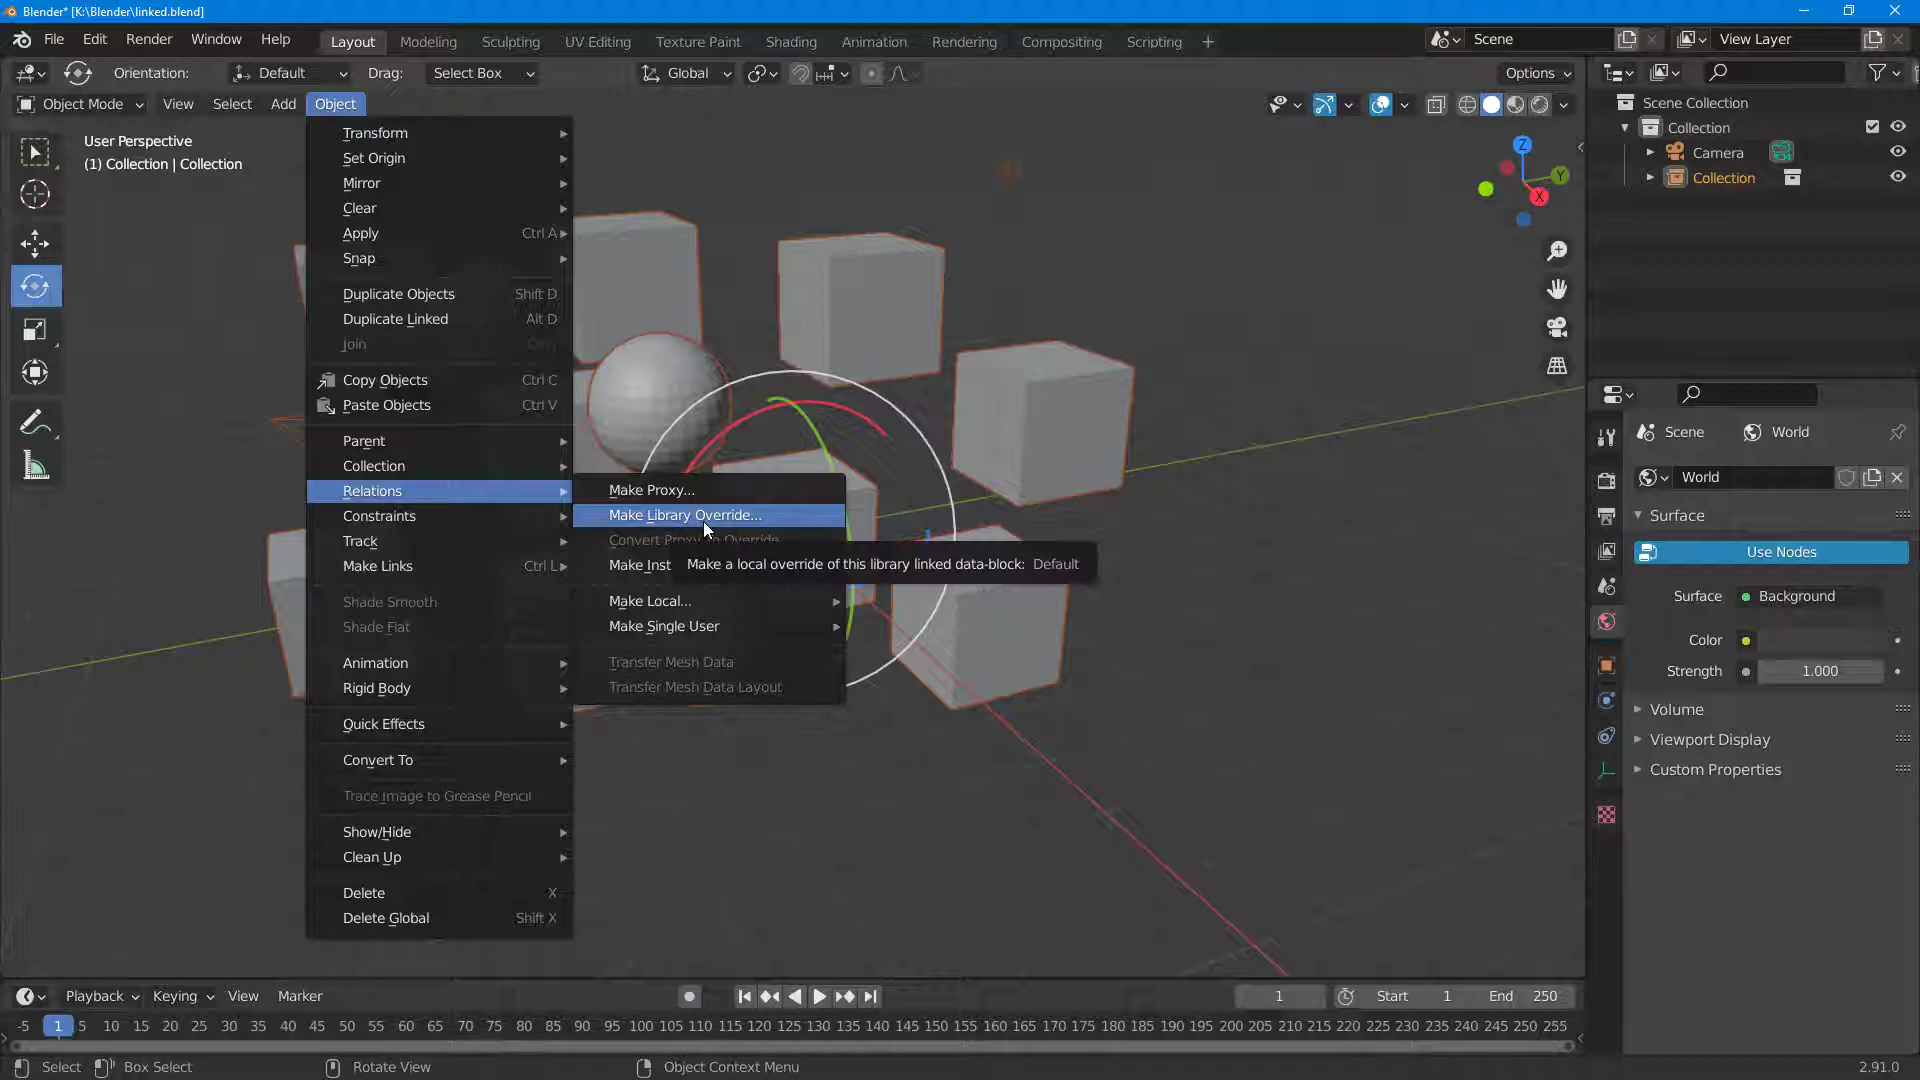 Blender* [K:\Blender\linked.blend]
File Edit Render Window Help
Layout Modeling Sculpting UV Editing Texture Paint Shading Animation Rendering Compositing Scripting +
Scene
View Layer
Orientation: Default Drag: Select Box Global Options
Object Mode View Select Add Object
User Perspective
(1) Collection | Collection
Transform
Set Origin
Mirror
Clear
Apply Ctrl A
Snap
Duplicate Objects Shift D
Duplicate Linked Alt D
Join
Copy Objects Ctrl C
Paste Objects Ctrl V
Parent
Collection
Relations
Constraints
Track
Make Links Ctrl L
Shade Smooth
Shade Flat
Animation
Rigid Body
Quick Effects
Convert To
Trace Image to Grease Pencil
Show/Hide
Clean Up
Delete X
Delete Global Shift X
Make Proxy...
Make Library Override...
Convert Proxy to Override
Make Inst
Make a local override of this library linked data-block: Default
Make Local...
Make Single User
Transfer Mesh Data
Transfer Mesh Data Layout
Z
Y
X
Scene Collection
Collection
Camera
Collection
Scene World
World
Surface
Use Nodes
Surface Background
Color
Strength 1.000
Volume
Viewport Display
Custom Properties
Playback Keying View Marker
1 Start 1 End 250
-5 1 5 10 15 20 25 30 35 40 45 50 55 60 65 70 75 80 85 90 95 100 105 110 115 120 125 130 135 140 145 150 155 160 165 170 175 180 185 190 195 200 205 210 215 220 225 230 235 240 245 250 255
Select Box Select Rotate View Object Context Menu 2.91.0